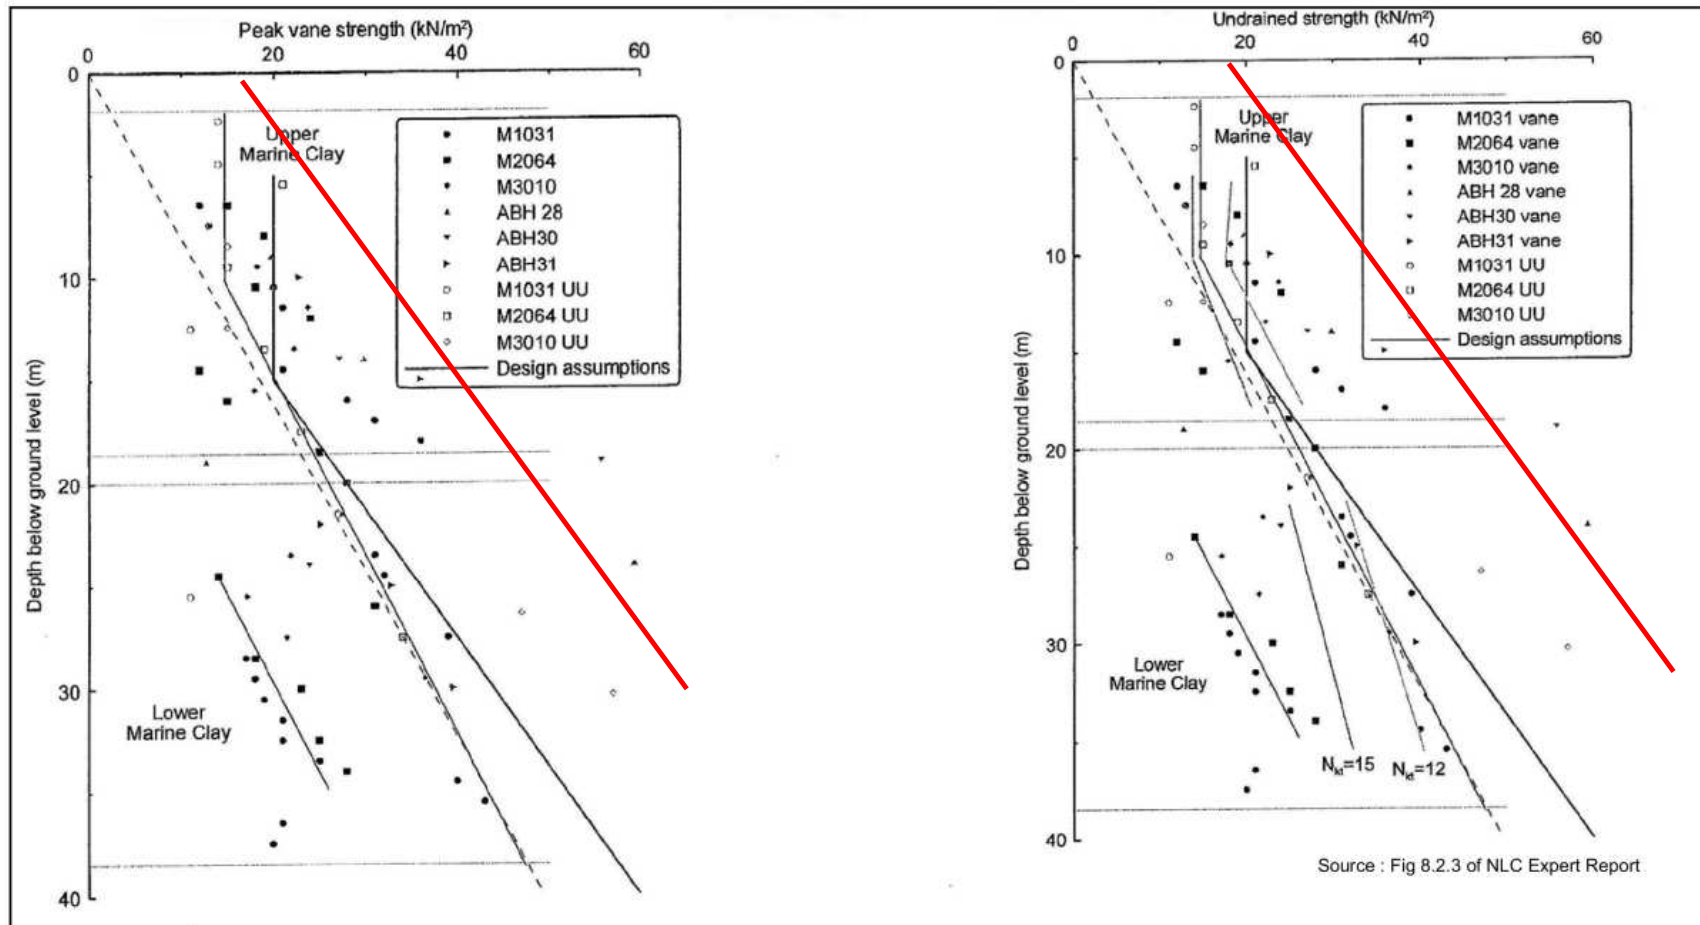 Peak vane strength (kN/m²)
0 20 40 60
0
10
20
30
40
Depth below ground level (m)
Upper
Marine Clay
Lower
Marine Clay
M1031
M2064
M3010
ABH 28
ABH30
ABH31
M1031 UU
M2064 UU
M3010 UU
Design assumptions
Undrained strength (kN/m²)
0 20 40 60
0
10
20
30
40
Depth below ground level (m)
Upper
Marine Clay
Lower
Marine Clay
M1031 vane
M2064 vane
M3010 vane
ABH 28 vane
ABH30 vane
ABH31 vane
M1031 UU
M2064 UU
M3010 UU
Design assumptions
Nkt=15 Nkt=12
Source : Fig 8.2.3 of NLC Expert Report